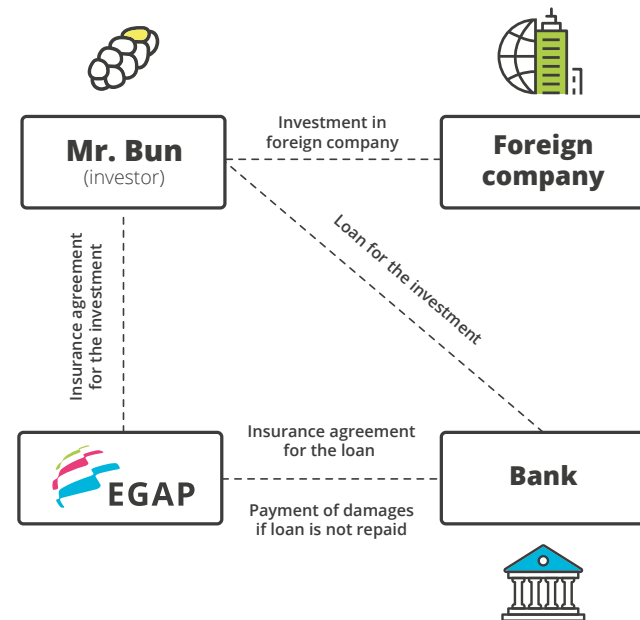 Mr. Bun
(investor)
Investment in
foreign company
Foreign
company
Loan for the investment
Insurance agreement
for the investment
EGAP
Insurance agreement
for the loan
Payment of damages
if loan is not repaid
Bank